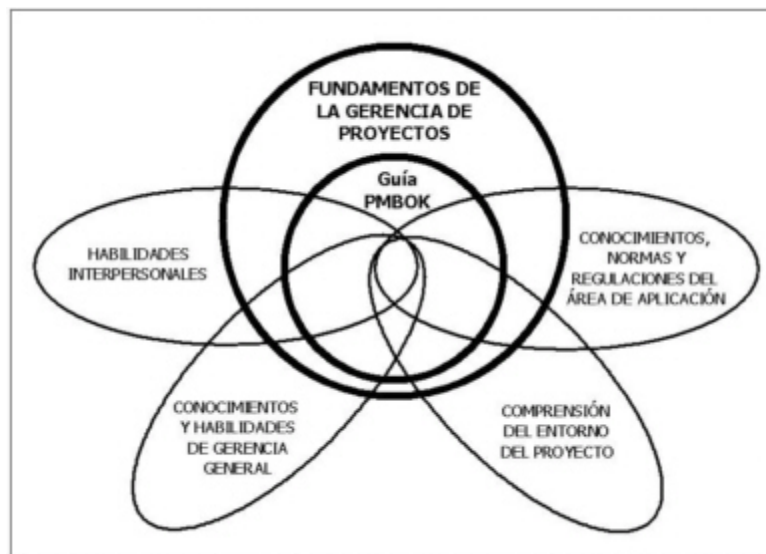 FUNDAMENTOS DE
LA GERENCIA DE
PROYECTOS
Guía
PMBOK
HABILIDADES
INTERPERSONALES
CONOCIMIENTOS,
NORMAS Y
REGULACIONES DEL
ÁREA DE APLICACIÓN
CONOCIMIENTOS
Y HABILIDADES
DE GERENCIA
GENERAL
COMPRENSIÓN
DEL ENTORNO
DEL PROYECTO